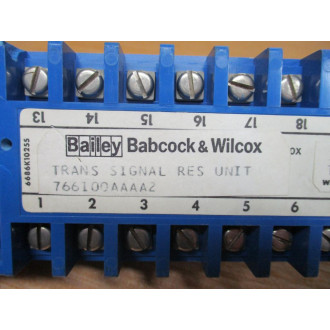 13 14 15 16 17 18
6686K10255
Bailey Babcock & Wilcox
TRANS SIGNAL RES UNIT
766100AAAA2
1 2 3 4 5 6